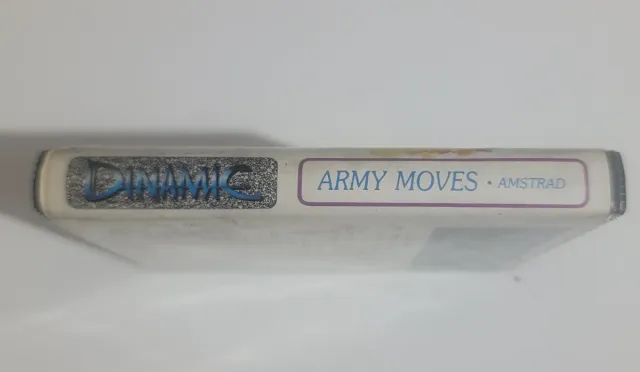 DINAMIC
ARMY MOVES · AMSTRAD